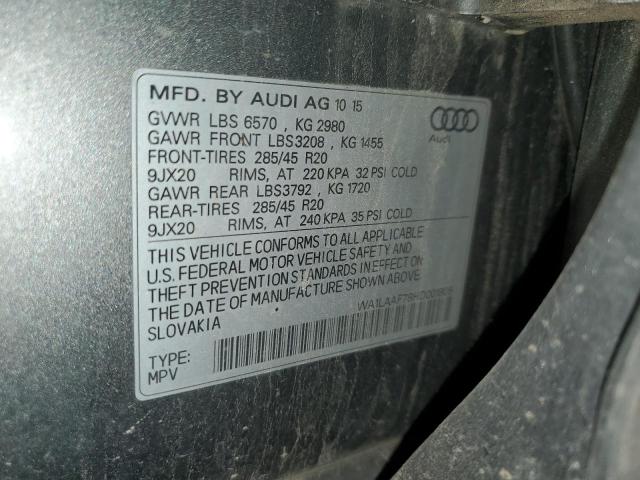 MFD. BY AUDI AG 10 15
GVWR LBS 6570 , KG 2980
GAWR FRONT LBS3208 , KG 1455
FRONT-TIRES 285/45 R20
9JX20 RIMS, AT 220 KPA 32 PSI COLD
GAWR REAR LBS3792 , KG 1720
REAR-TIRES 285/45 R20
9JX20 RIMS, AT 240 KPA 35 PSI COLD
Audi
THIS VEHICLE CONFORMS TO ALL APPLICABLE
U.S. FEDERAL MOTOR VEHICLE SAFETY AND
THEFT PREVENTION STANDARDS IN EFFECT ON
THE DATE OF MANUFACTURE SHOWN ABOVE.
SLOVAKIA
TYPE:
MPV